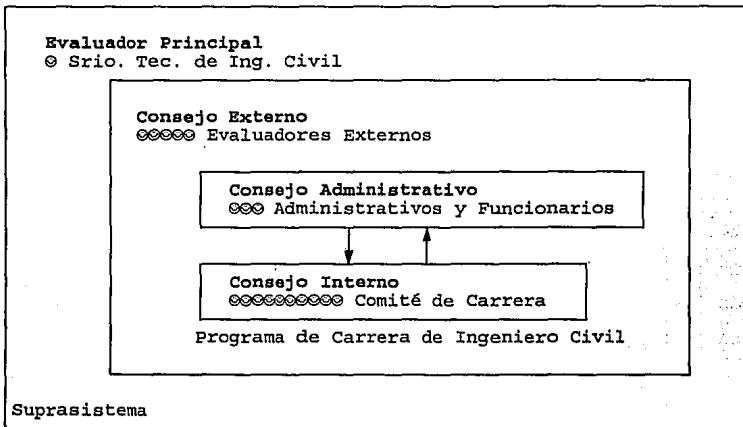 Evaluador Principal
☺ Srio. Tec. de Ing. Civil
Consejo Externo
☺☺☺☺☺ Evaluadores Externos
Consejo Administrativo
☺☺☺ Administrativos y Funcionarios
Consejo Interno
☺☺☺☺☺☺☺☺☺☺ Comité de Carrera
Programa de Carrera de Ingeniero Civil
Suprasistema